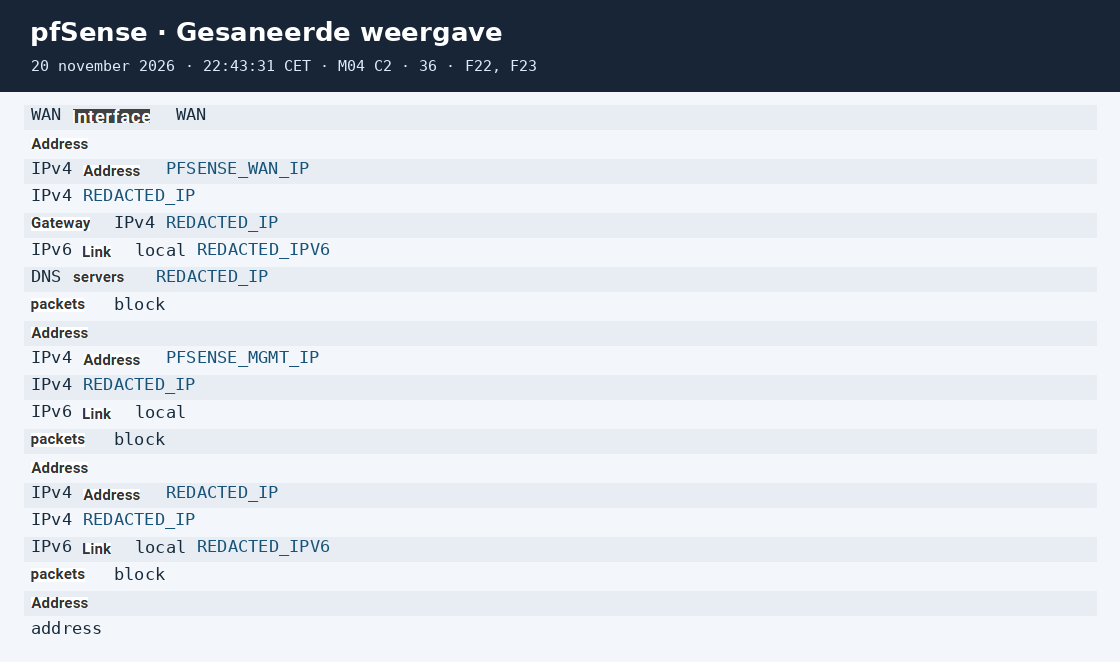 pfSense · Gesaneerde weergave
20 november 2026 · 22:43:31 CET · M04 C2 · 36 · F22, F23
WAN Interface WAN
Address
IPv4 Address PFSENSE_WAN_IP
IPv4 REDACTED_IP
Gateway IPv4 REDACTED_IP
IPv6 Link local REDACTED_IPV6
DNS servers REDACTED_IP
packets block
Address
IPv4 Address PFSENSE_MGMT_IP
IPv4 REDACTED_IP
IPv6 Link local
packets block
Address
IPv4 Address REDACTED_IP
IPv4 REDACTED_IP
IPv6 Link local REDACTED_IPV6
packets block
Address
address